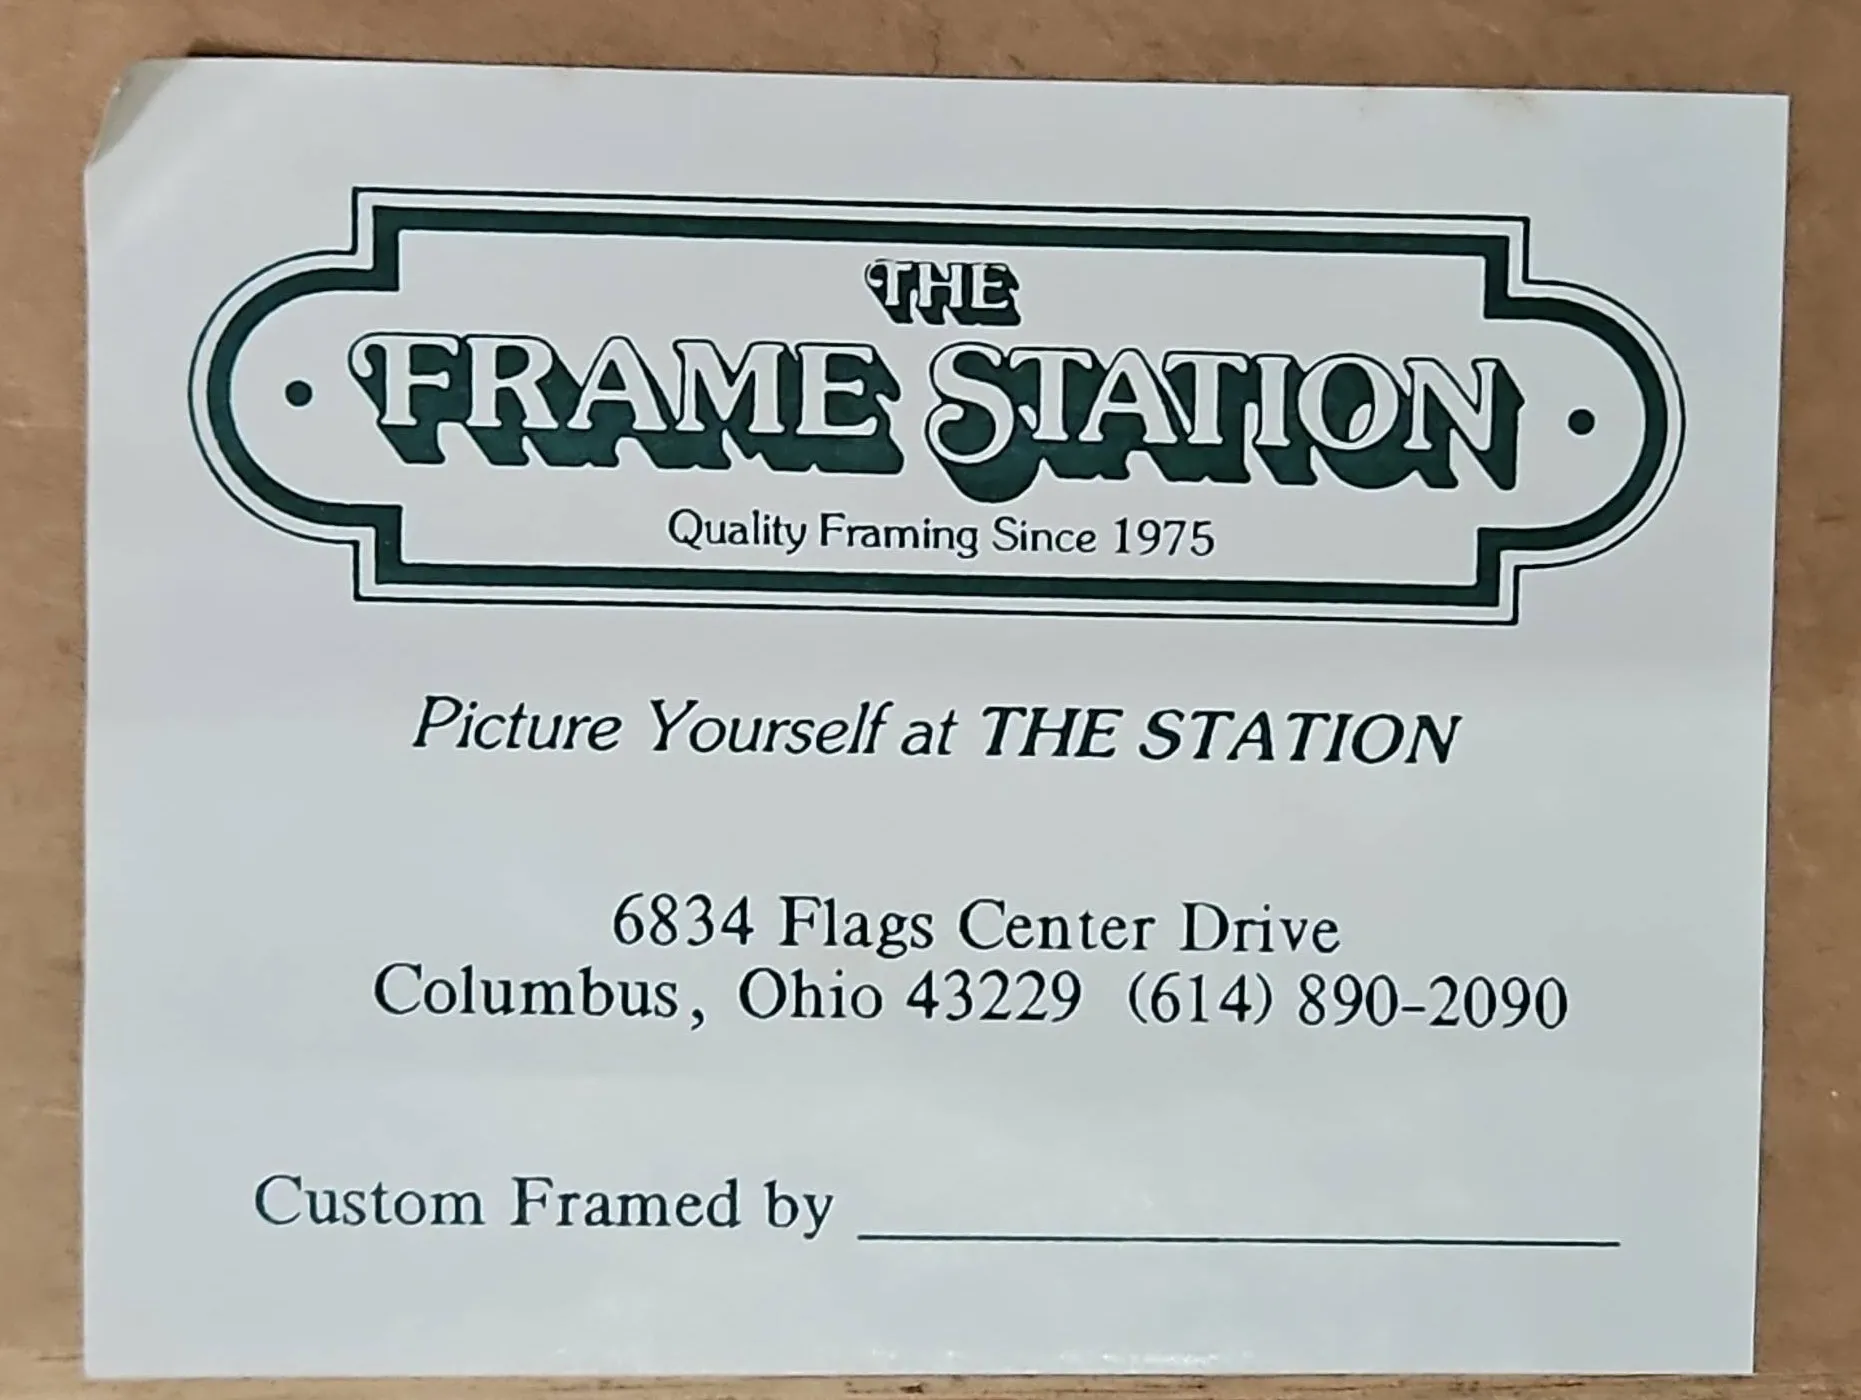 THE
FRAME STATION
Quality Framing Since 1975
Picture Yourself at THE STATION
6834 Flags Center Drive
Columbus, Ohio 43229 (614) 890-2090
Custom Framed by